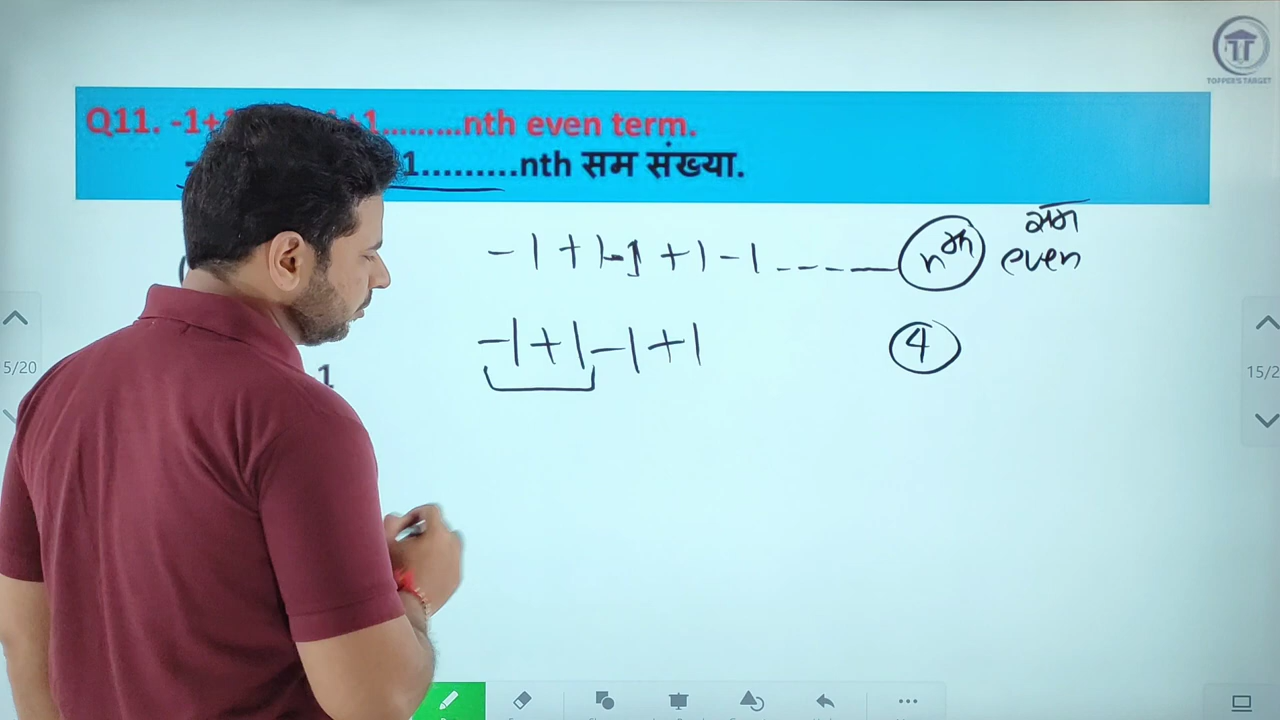 TOPPER'S TARGET
Q11. -1+1.........nth even term.
1.........nth सम संख्या.
-1+1-1+1-1----- nth सम even
-1+1-1+1 4
1
5/20
15/2